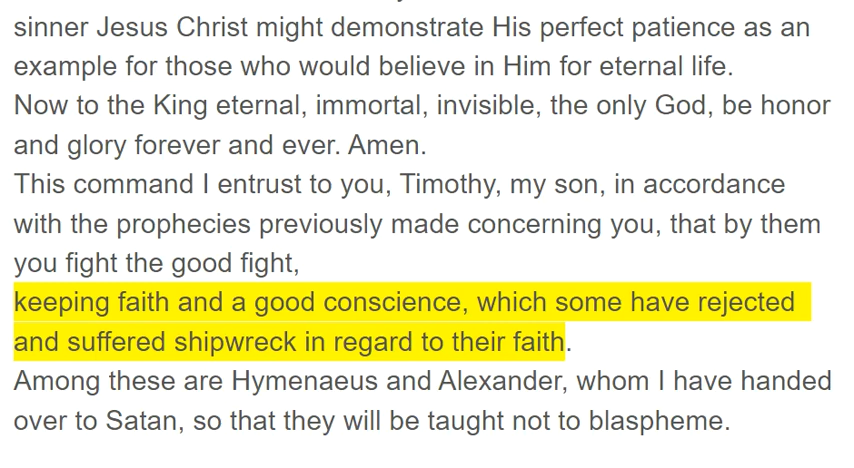 sinner Jesus Christ might demonstrate His perfect patience as an
example for those who would believe in Him for eternal life.
Now to the King eternal, immortal, invisible, the only God, be honor
and glory forever and ever. Amen.
This command I entrust to you, Timothy, my son, in accordance
with the prophecies previously made concerning you, that by them
you fight the good fight,
keeping faith and a good conscience, which some have rejected
and suffered shipwreck in regard to their faith.
Among these are Hymenaeus and Alexander, whom I have handed
over to Satan, so that they will be taught not to blaspheme.